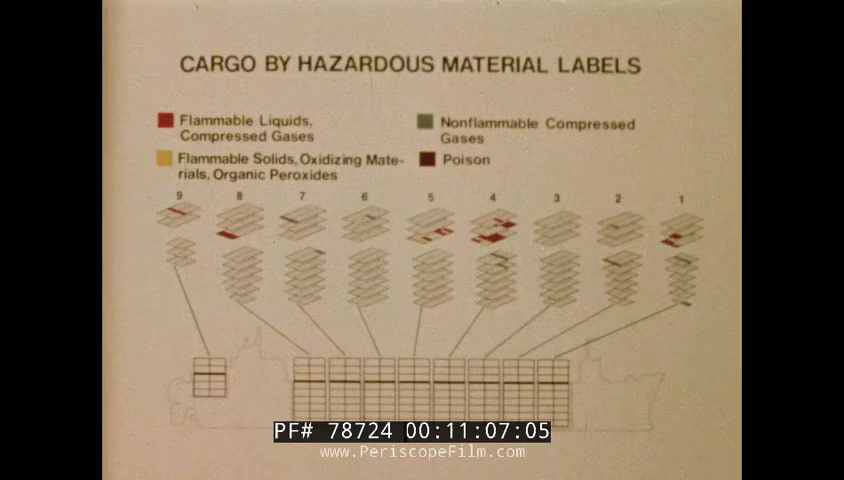 CARGO BY HAZARDOUS MATERIAL LABELS
Flammable Liquids,
Compressed Gases
Nonflammable Compressed
Gases
Flammable Solids, Oxidizing Mate-
rials, Organic Peroxides
Poison
9 8 7 6 5 4 3 2 1
PF# 78724 00:11:07:05
www.PeriscopeFilm.com